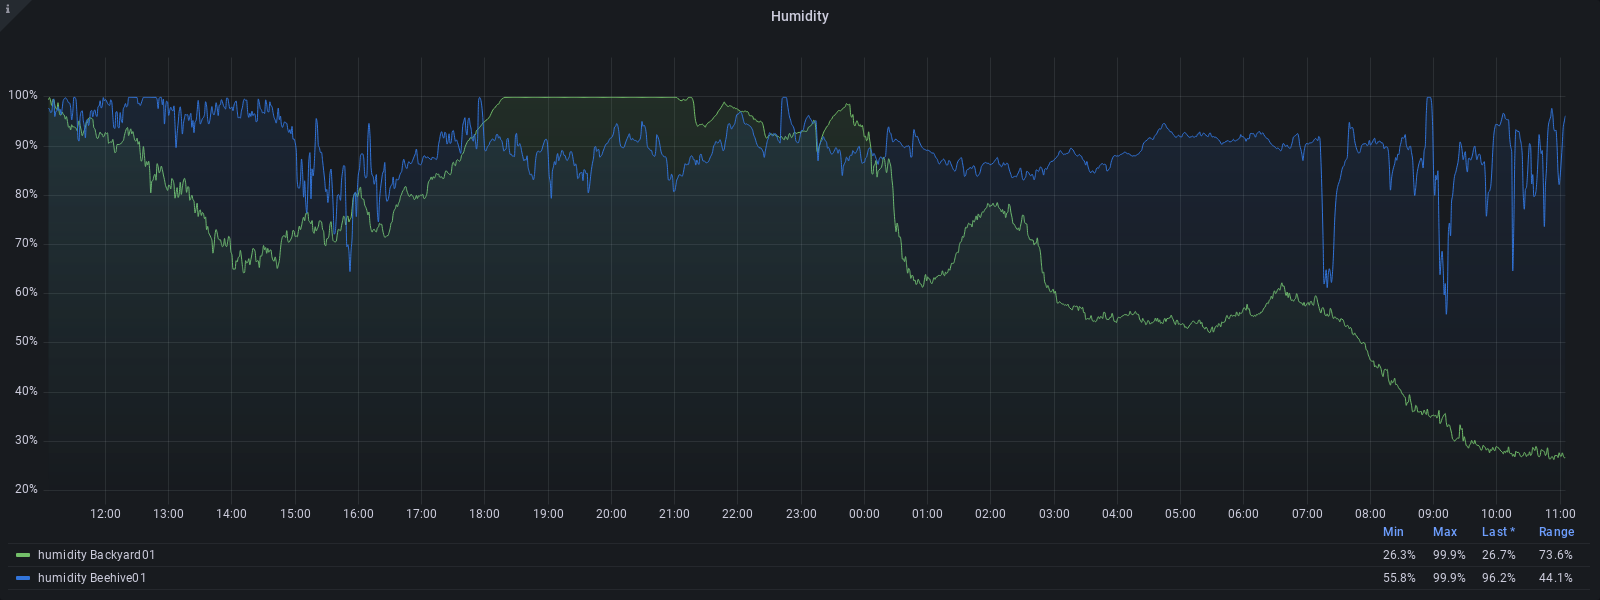 i
Humidity
100%
90%
80%
70%
60%
50%
40%
30%
20%
12:00 13:00 14:00 15:00 16:00 17:00 18:00 19:00 20:00 21:00 22:00 23:00 00:00 01:00 02:00 03:00 04:00 05:00 06:00 07:00 08:00 09:00 10:00 11:00
Min Max Last * Range
humidity Backyard01 26.3% 99.9% 26.7% 73.6%
humidity Beehive01 55.8% 99.9% 96.2% 44.1%